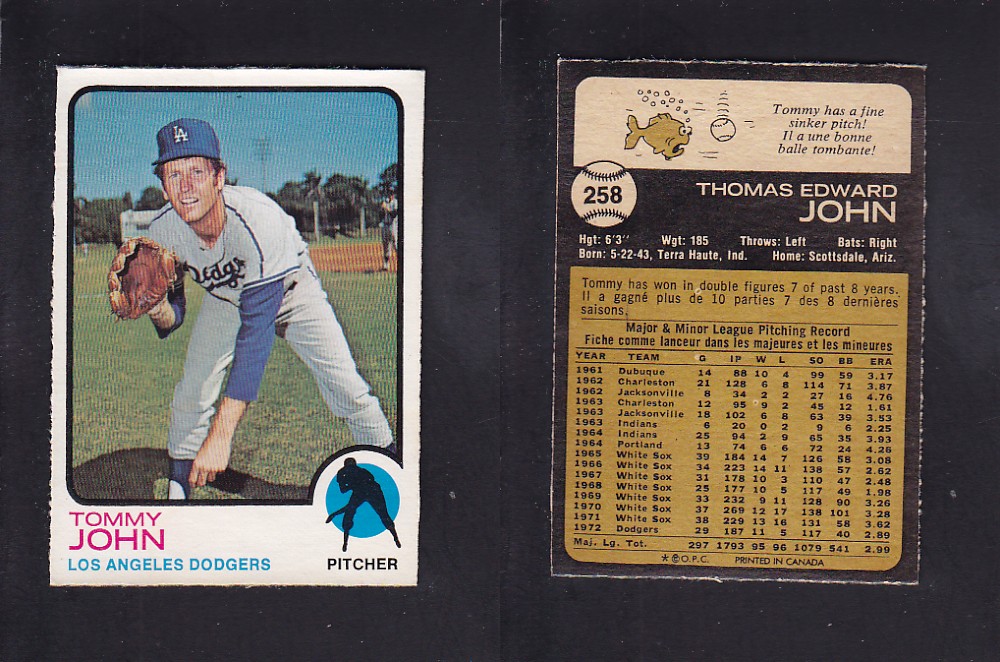 LA
Dodgers
TOMMY
JOHN
LOS ANGELES DODGERS
PITCHER
Tommy has a fine
sinker pitch!
Il a une bonne
balle tombante!
258
THOMAS EDWARD
JOHN
Hgt: 6'3" Wgt: 185 Throws: Left Bats: Right
Born: 5-22-43, Terra Haute, Ind. Home: Scottsdale, Ariz.
Tommy has won in double figures 7 of past 8 years.
Il a gagné plus de 10 parties 7 des 8 dernières
saisons.
Major & Minor League Pitching Record
Fiche comme lanceur dans les majeures et les mineures
YEAR TEAM G IP W L SO BB ERA
1961 Dubuque 14 88 10 4 99 59 3.17
1962 Charleston 21 128 6 8 114 71 3.87
1962 Jacksonville 8 34 2 2 27 16 4.76
1963 Charleston 12 95 9 2 45 12 1.61
1963 Jacksonville 18 102 6 8 63 39 3.53
1963 Indians 6 20 0 2 9 6 2.25
1964 Indians 25 94 2 9 65 35 3.93
1964 Portland 13 74 6 6 72 24 4.26
1965 White Sox 39 184 14 7 126 58 3.08
1966 White Sox 34 223 14 11 138 57 2.62
1967 White Sox 31 178 10 3 110 47 2.48
1968 White Sox 25 177 10 5 117 49 1.98
1969 White Sox 33 232 9 11 128 90 3.26
1970 White Sox 37 269 12 17 138 101 3.28
1971 White Sox 38 229 13 16 131 58 3.62
1972 Dodgers 29 187 11 5 117 40 2.89
Maj. Lg. Tot. 297 1793 95 96 1079 541 2.99
*©O.P.C. PRINTED IN CANADA